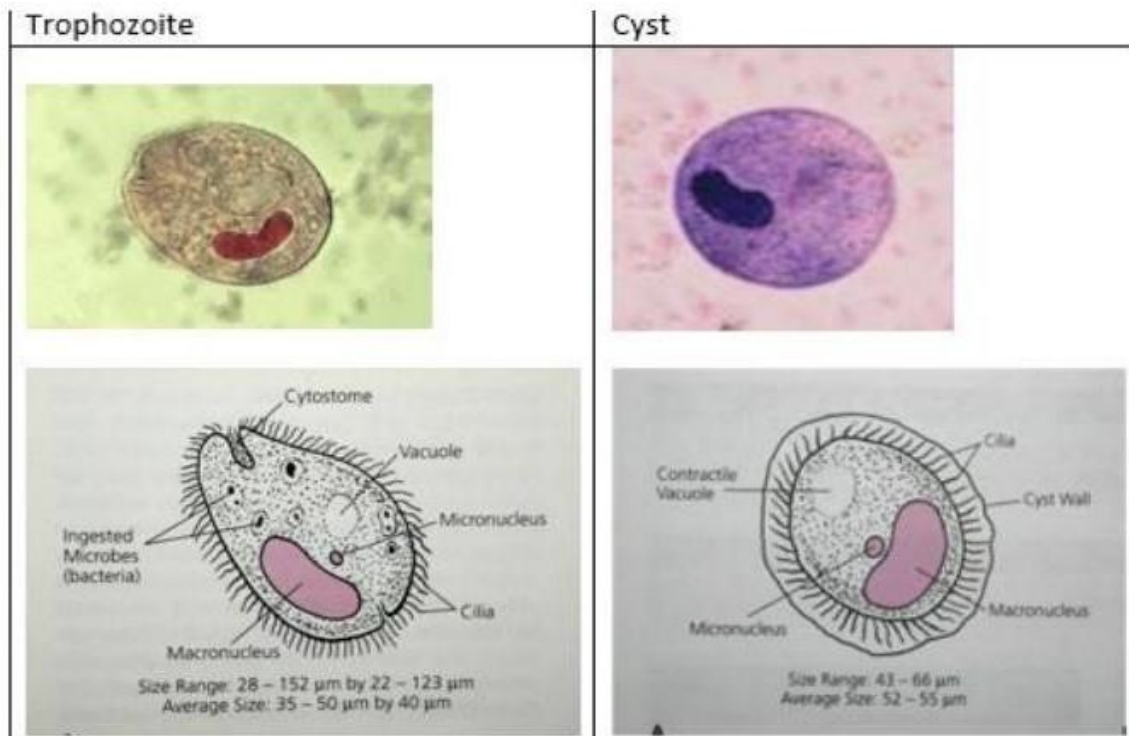 Trophozoite
Cyst
Cytostome
Vacuole
Micronucleus
Ingested
Microbes
(bacteria)
Cilia
Macronucleus
Size Range: 28 – 152 µm by 22 – 123 µm
Average Size: 35 – 50 µm by 40 µm
Cilia
Contractile
Vacuole
Cyst Wall
Macronucleus
Micronucleus
Size Range: 43 – 66 µm
Average Size: 52 – 55 µm